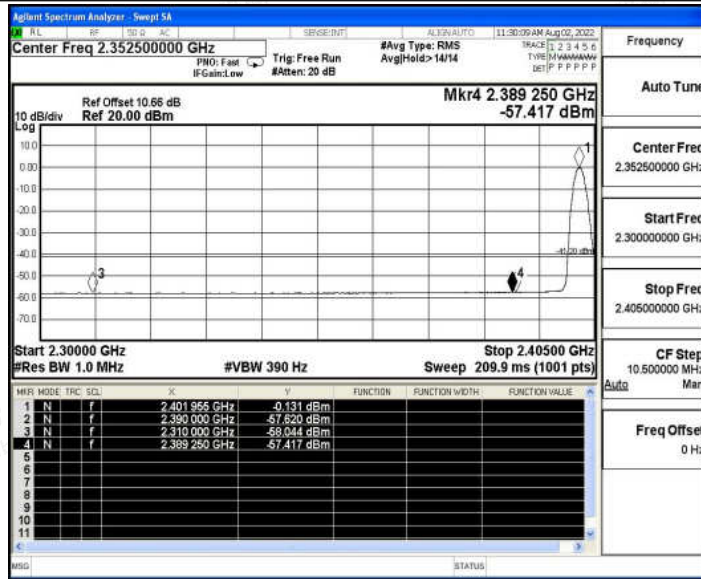 Agilent Spectrum Analyzer - Swept SA
RL RF 50 Ω AC SENSE:INT ALIGN AUTO 11:30:09 AM Aug 02, 2022
Center Freq 2.352500000 GHz
PNO: Fast
IFGain:Low
Trig: Free Run
#Atten: 20 dB
#Avg Type: RMS
Avg|Hold:> 14/14
TRACE 1 2 3 4 5 6
TYPE
DET P P P P P P
Mkr4 2.389 250 GHz
-57.417 dBm
Ref Offset 10.66 dB
10 dB/div Ref 20.00 dBm
Log
10.0
0.00
-10.0
-20.0
-30.0
-40.0
-50.0
-60.0
-70.0
1
3
4
Start 2.30000 GHz Stop 2.40500 GHz
#Res BW 1.0 MHz #VBW 390 Hz Sweep 209.9 ms (1001 pts)
MKR MODE TRC SCL X Y FUNCTION FUNCTION WIDTH FUNCTION VALUE
1 N f 2.401 955 GHz -0.131 dBm
2 N f 2.390 000 GHz -57.620 dBm
3 N f 2.310 000 GHz -58.044 dBm
4 N f 2.389 250 GHz -57.417 dBm
5
6
7
8
9
10
11
MSG STATUS
Frequency
Auto Tune
Center Freq
2.352500000 GHz
Start Freq
2.300000000 GHz
Stop Freq
2.405000000 GHz
CF Step
10.500000 MHz
Auto Man
Freq Offset
0 Hz